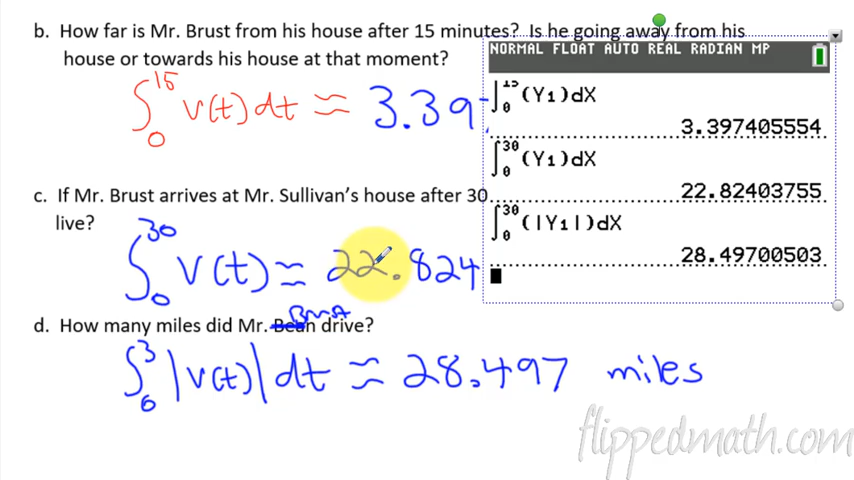 b. How far is Mr. Brust from his house after 15 minutes? Is he going away from his
house or towards his house at that moment?
∫₀¹⁵ v(t)dt ≈ 3.397
NORMAL FLOAT AUTO REAL RADIAN MP
∫₀¹⁵(Y₁)dX
3.397405554
∫₀³⁰(Y₁)dX
22.82403755
∫₀³⁰(|Y₁|)dX
28.49700503
c. If Mr. Brust arrives at Mr. Sullivan's house after 30
live?
∫₀³⁰ v(t) ≈ 22.824
d. How many miles did Mr. Bean Brust drive?
∫₀³ |v(t)| dt ≈ 28.497 miles
flippedmath.com